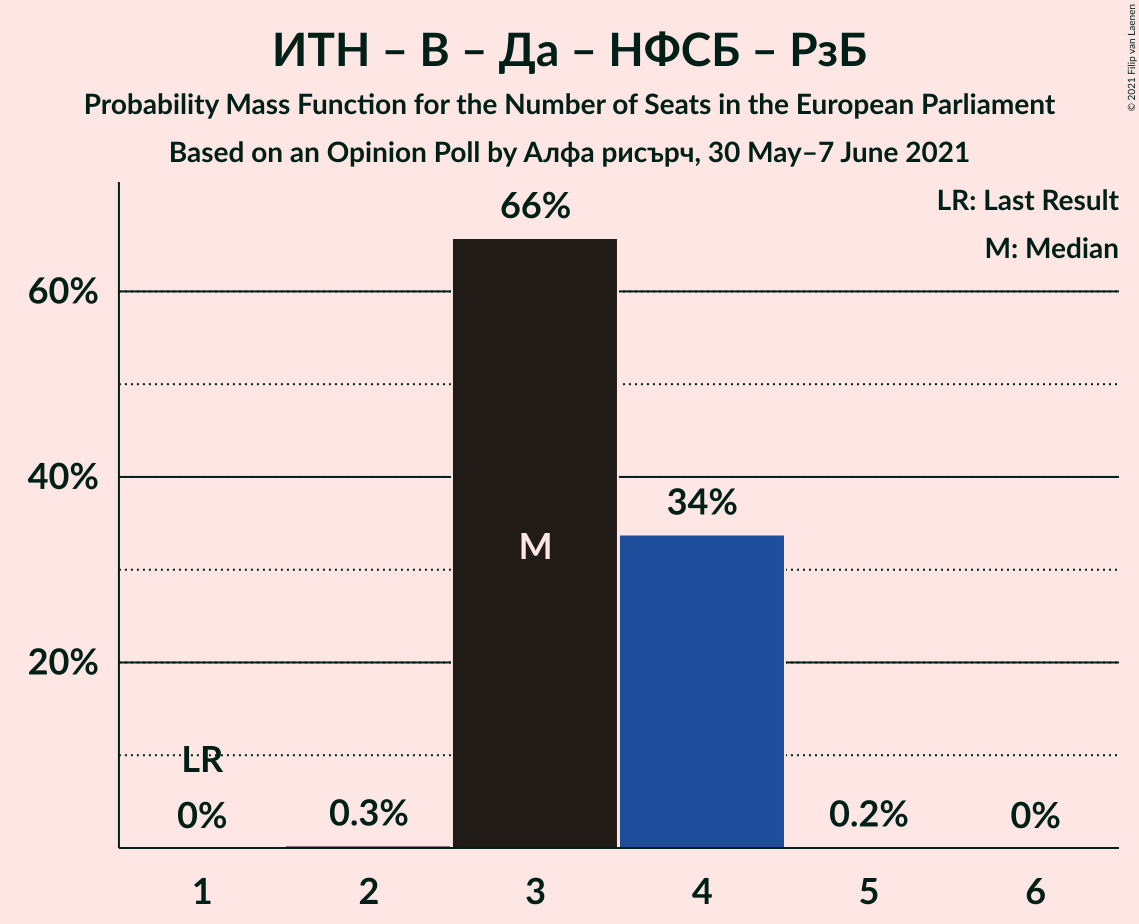 ИТН – В – Да – НФСБ – РзБ
Probability Mass Function for the Number of Seats in the European Parliament
Based on an Opinion Poll by Алфа рисърч, 30 May–7 June 2021
© 2021 Filip van Laenen
LR: Last Result
M: Median
66%
60%
40%
34%
M
20%
LR
0%
0.3%
0.2%
0%
1
2
3
4
5
6